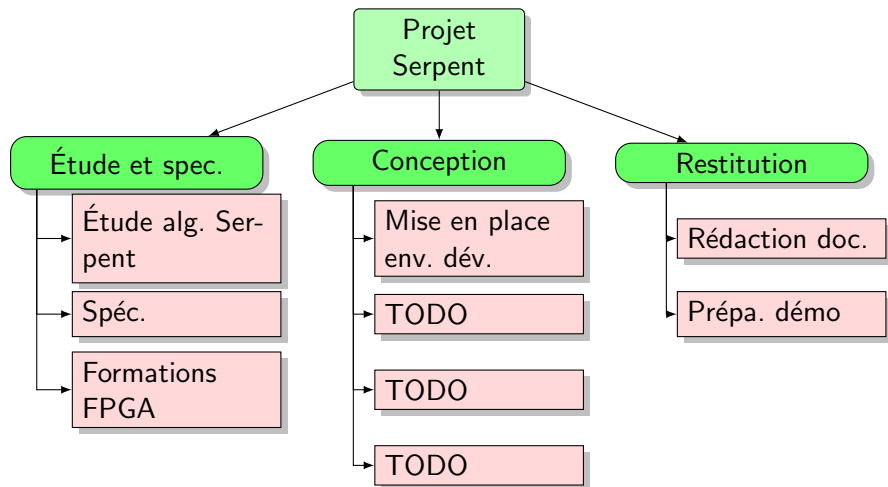 Projet
Serpent
Étude et spec.
Étude alg. Ser-
pent
Spéc.
Formations
FPGA
Conception
Mise en place
env. dév.
TODO
TODO
TODO
Restitution
Rédaction doc.
Prépa. démo